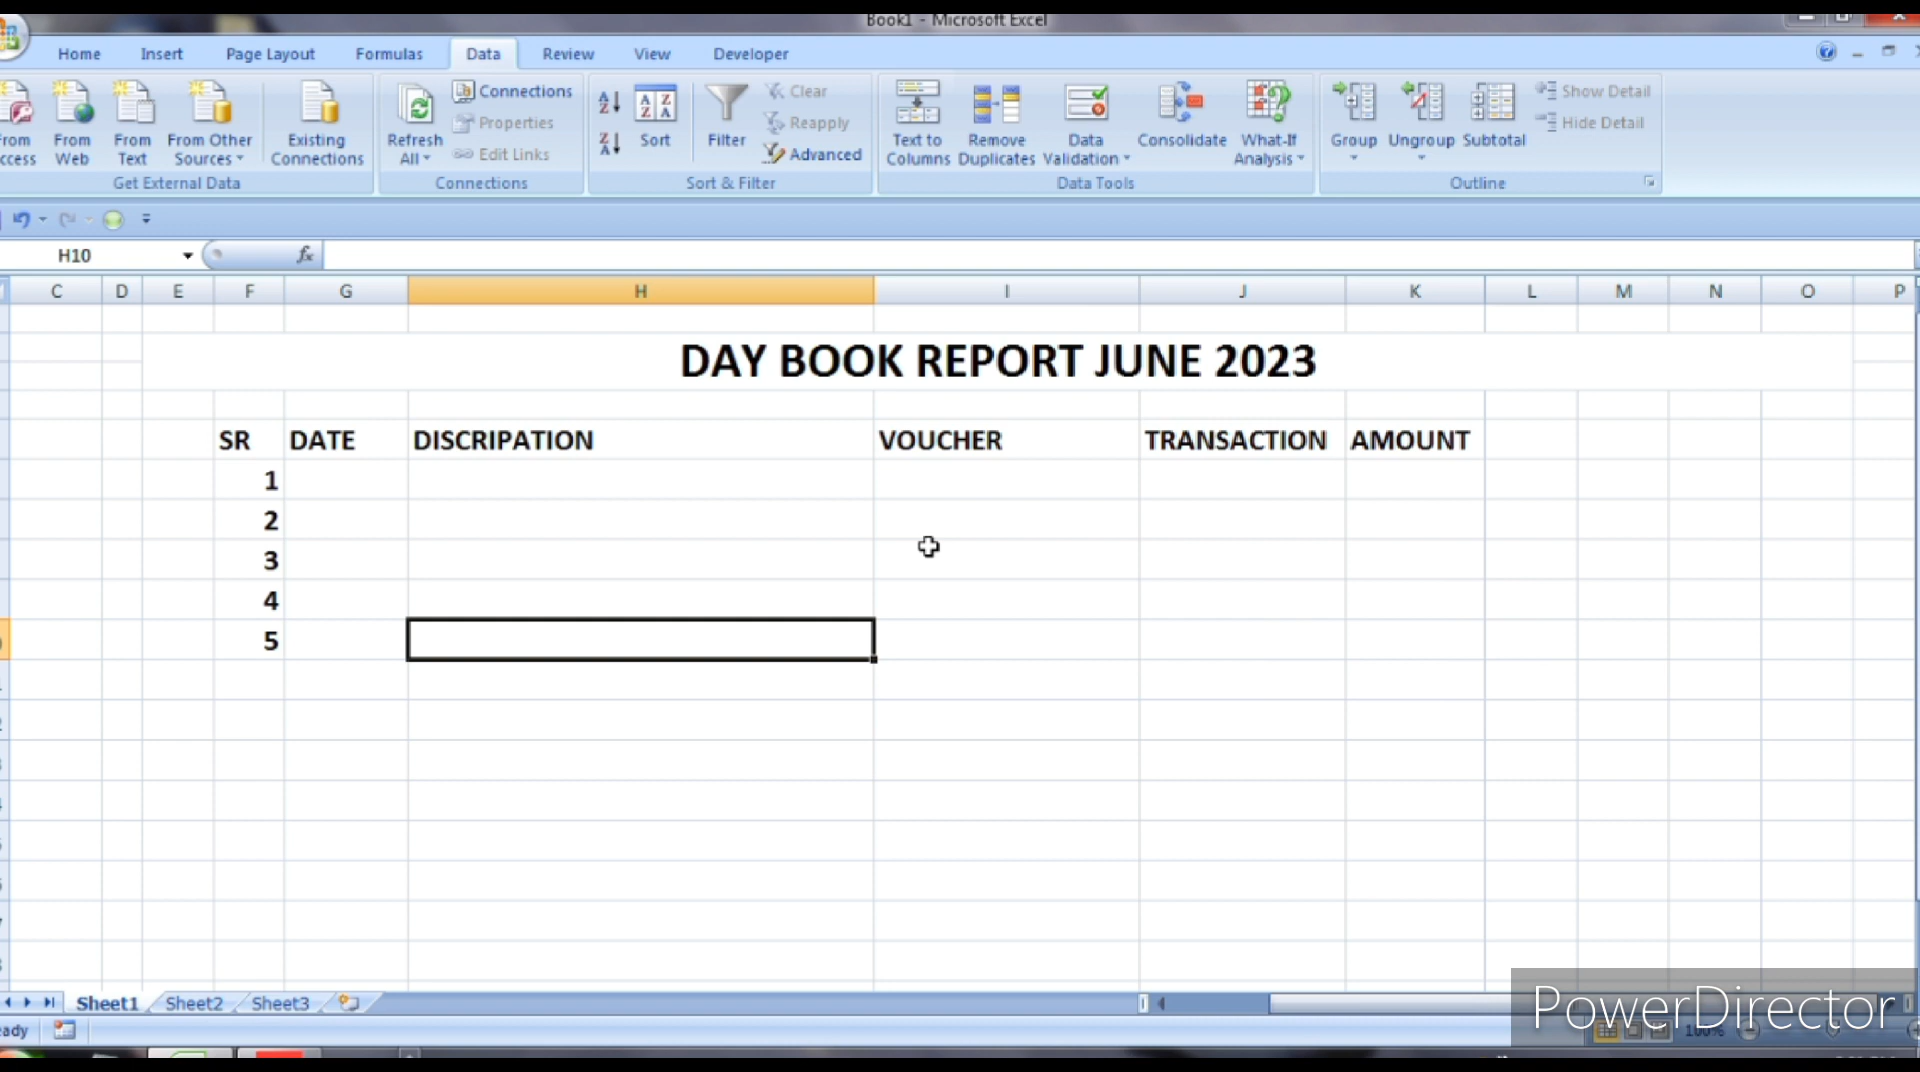 Book1 - Microsoft Excel
Home Insert Page Layout Formulas Data Review View Developer
From Web
From Text
From Other Sources
Existing Connections
Get External Data
Refresh All
Connections
Properties
Edit Links
Connections
Sort
Filter
Clear
Reapply
Advanced
Sort & Filter
Text to Columns
Remove Duplicates
Data Validation
Consolidate
What-If Analysis
Data Tools
Group
Ungroup
Subtotal
Show Detail
Hide Detail
Outline
H10 fx
C D E F G H I J K L M N O P
DAY BOOK REPORT JUNE 2023
SR DATE DISCRIPATION VOUCHER TRANSACTION AMOUNT
1
2
3
4
5
Sheet1 Sheet2 Sheet3
PowerDirector
100%